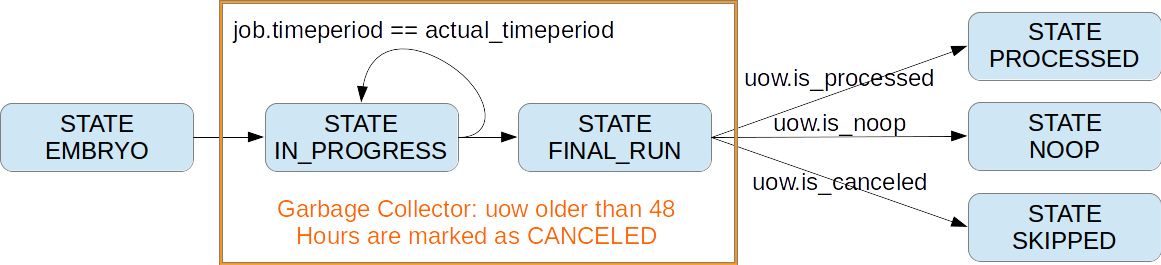 job.timeperiod == actual_timeperiod
STATE
EMBRYO
STATE
IN_PROGRESS
STATE
FINAL_RUN
Garbage Collector: uow older than 48
Hours are marked as CANCELED
uow.is_processed
uow.is_noop
uow.is_canceled
STATE
PROCESSED
STATE
NOOP
STATE
SKIPPED